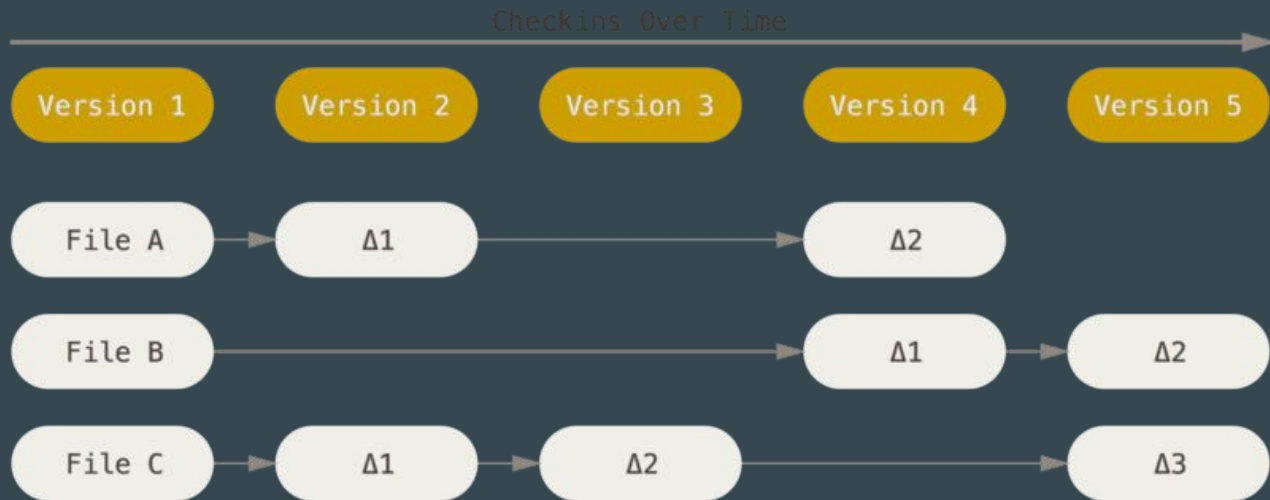 Checkins Over Time
Version 1 Version 2 Version 3 Version 4 Version 5
File A Δ1 Δ2
File B Δ1 Δ2
File C Δ1 Δ2 Δ3